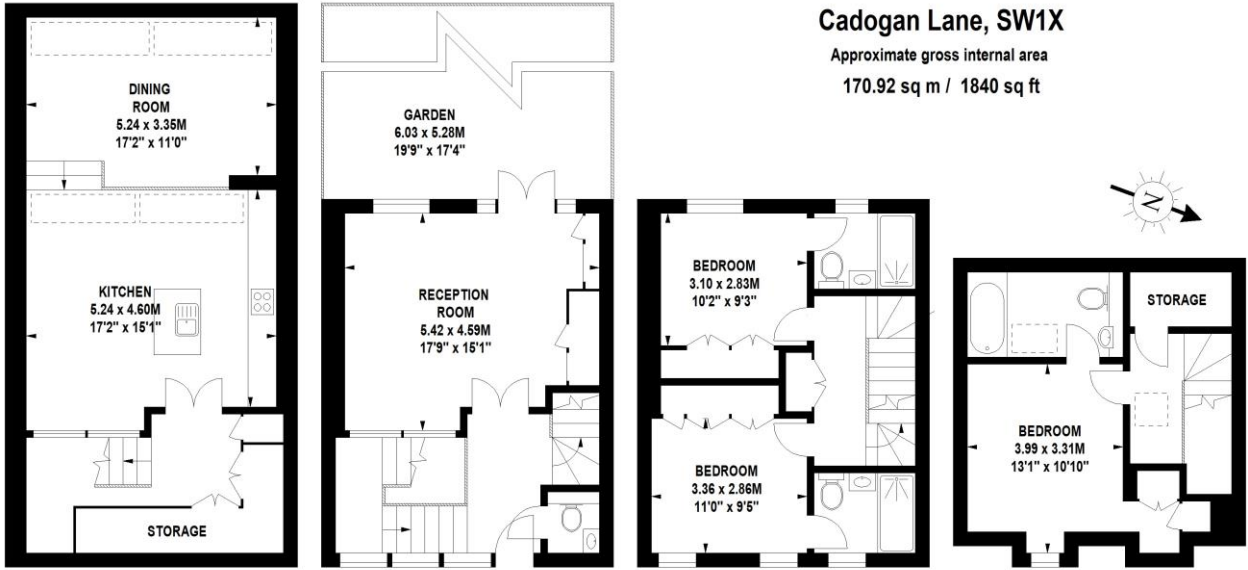 Cadogan Lane, SW1X
Approximate gross internal area
170.92 sq m / 1840 sq ft
DINING
ROOM
5.24 x 3.35M
17'2" x 11'0"
KITCHEN
5.24 x 4.60M
17'2" x 15'1"
STORAGE
GARDEN
6.03 x 5.28M
19'9" x 17'4"
RECEPTION
ROOM
5.42 x 4.59M
17'9" x 15'1"
BEDROOM
3.10 x 2.83M
10'2" x 9'3"
BEDROOM
3.36 x 2.86M
11'0" x 9'5"
N
STORAGE
BEDROOM
3.99 x 3.31M
13'1" x 10'10"